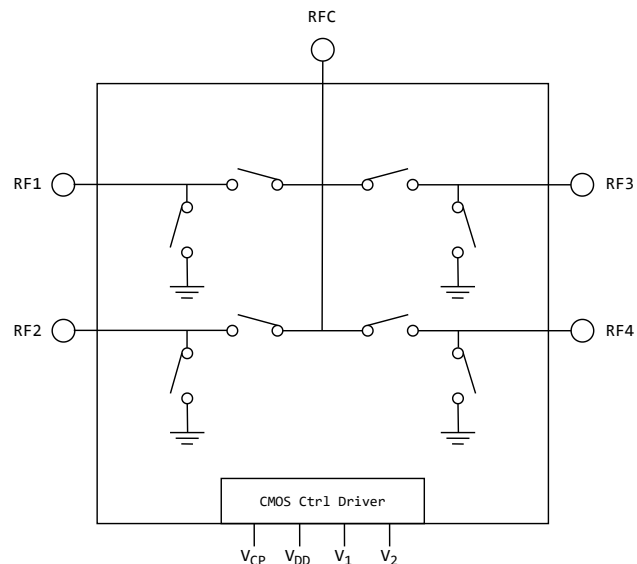 RFC
RF1
RF3
RF2
RF4
CMOS Ctrl Driver
VCP VDD V1 V2